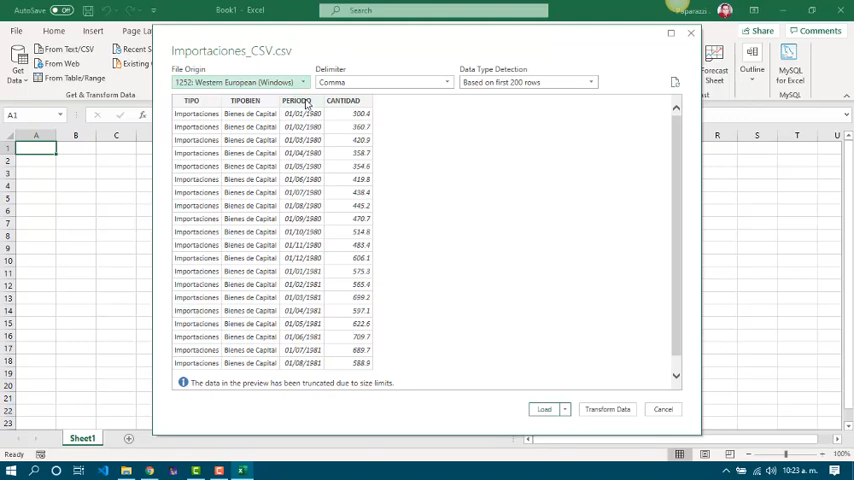 AutoSave Off Book1 - Excel Search Paparazzi
File Home Insert Page La Share Comments
Get Data From Text/CSV Recent S Forecast Sheet Outline MySQL for Excel
From Web Existing
From Table/Range
Get & Transform Data MySQL for Excel
A1
A B C R S T U
1
2
3
4
5
6
7
8
9
10
11
12
13
14
15
16
17
18
19
20
21
22
23
Importaciones_CSV.csv
File Origin Delimiter Data Type Detection
1252: Western European (Windows) Comma Based on first 200 rows
TIPO TIPOBIEN PERIODO CANTIDAD
Importaciones Bienes de Capital 01/01/1980 300.4
Importaciones Bienes de Capital 01/02/1980 360.7
Importaciones Bienes de Capital 01/03/1980 420.9
Importaciones Bienes de Capital 01/04/1980 358.7
Importaciones Bienes de Capital 01/05/1980 354.6
Importaciones Bienes de Capital 01/06/1980 419.8
Importaciones Bienes de Capital 01/07/1980 438.4
Importaciones Bienes de Capital 01/08/1980 445.2
Importaciones Bienes de Capital 01/09/1980 470.7
Importaciones Bienes de Capital 01/10/1980 514.8
Importaciones Bienes de Capital 01/11/1980 483.4
Importaciones Bienes de Capital 01/12/1980 606.1
Importaciones Bienes de Capital 01/01/1981 575.3
Importaciones Bienes de Capital 01/02/1981 565.4
Importaciones Bienes de Capital 01/03/1981 699.2
Importaciones Bienes de Capital 01/04/1981 597.1
Importaciones Bienes de Capital 01/05/1981 622.6
Importaciones Bienes de Capital 01/06/1981 709.7
Importaciones Bienes de Capital 01/07/1981 689.7
Importaciones Bienes de Capital 01/08/1981 588.9
The data in the preview has been truncated due to size limits.
Load Transform Data Cancel
Sheet1
Ready 100%
10:23 a. m.